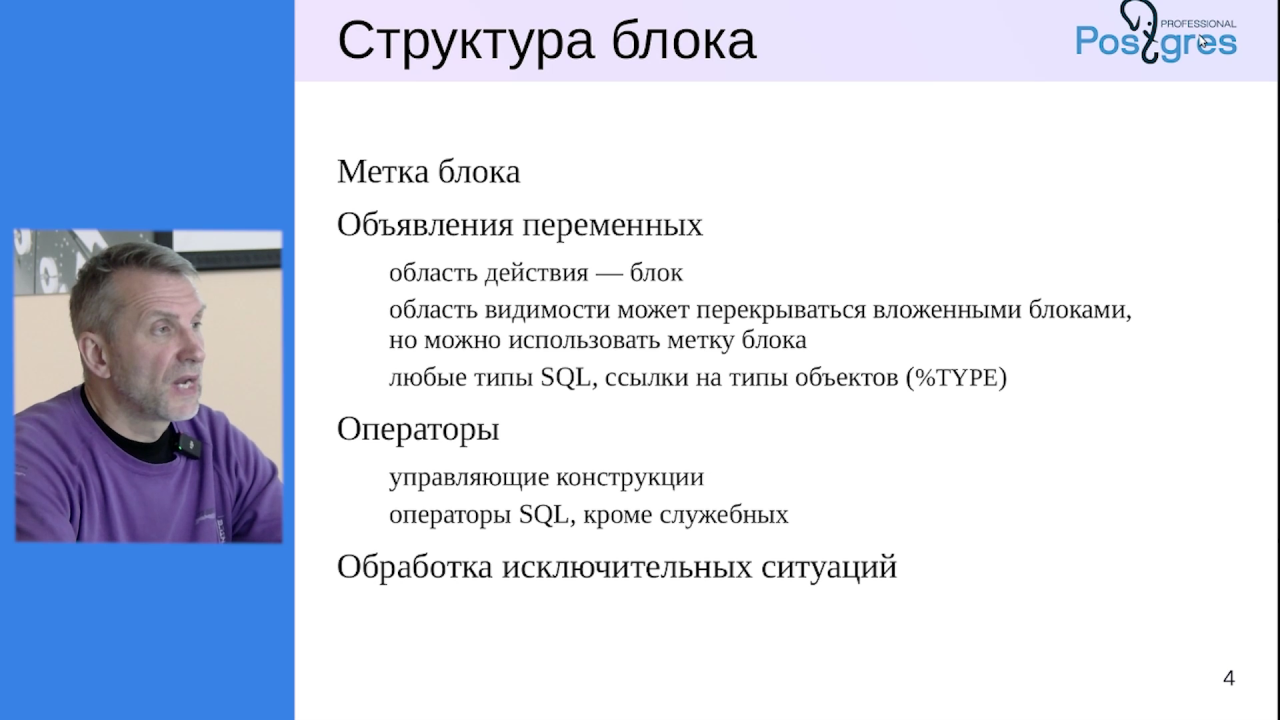 Структура блока
PROFESSIONAL
Postgres
Метка блока
Объявления переменных
область действия — блок
область видимости может перекрываться вложенными блоками,
но можно использовать метку блока
любые типы SQL, ссылки на типы объектов (%TYPE)
Операторы
управляющие конструкции
операторы SQL, кроме служебных
Обработка исключительных ситуаций
4